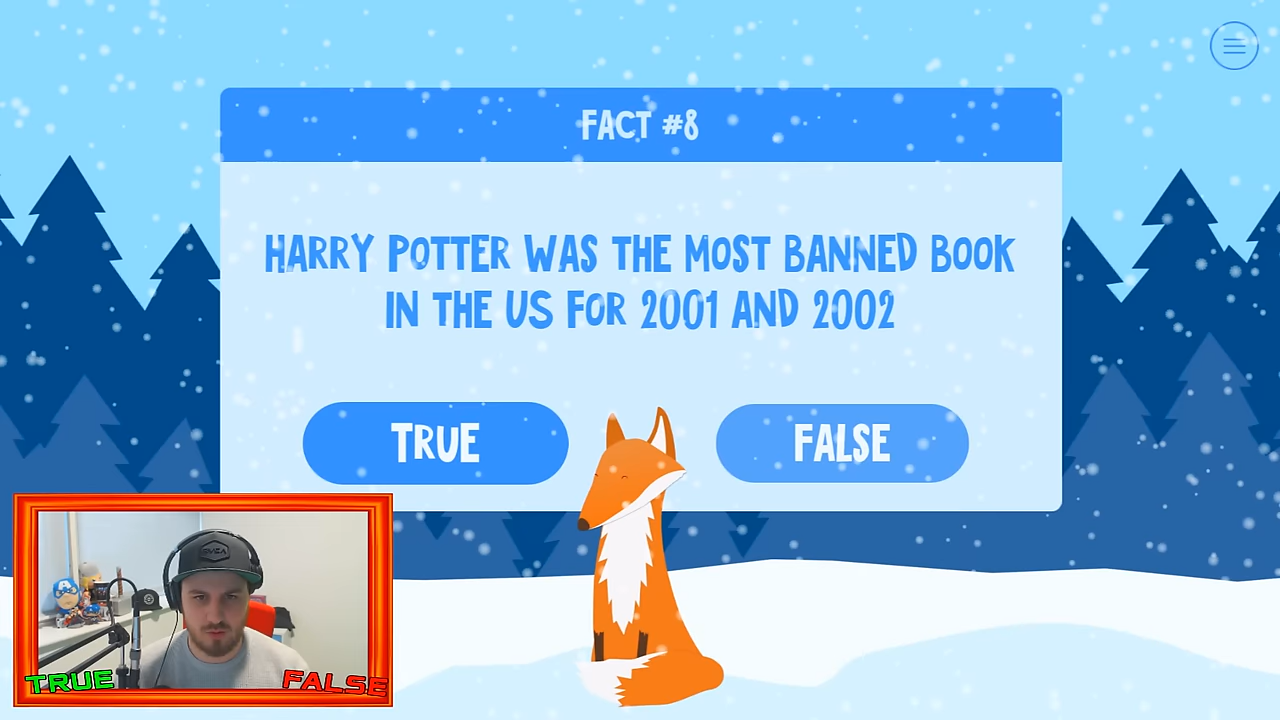 FACT #8
HARRY POTTER WAS THE MOST BANNED BOOK
IN THE US FOR 2001 AND 2002
TRUE
FALSE
TRUE
FALSE